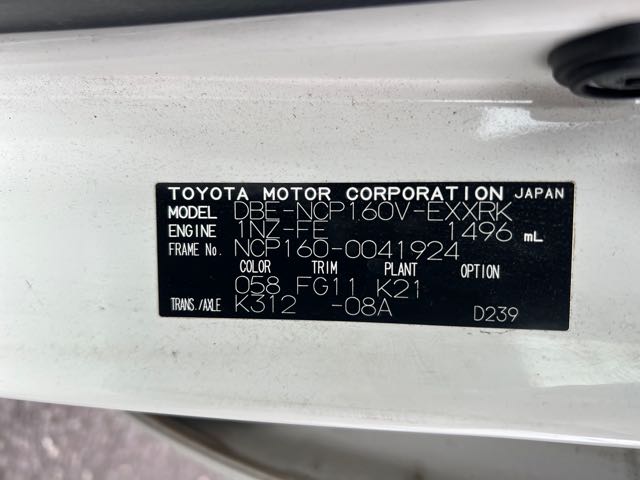 TOYOTA MOTOR CORPORATION JAPAN
MODEL DBE-NCP160V-EXXRK
ENGINE 1NZ-FE 1496 mL
FRAME No. NCP160-0041924
COLOR TRIM PLANT OPTION
058 FG11 K21
TRANS./AXLE K312 -08A D239